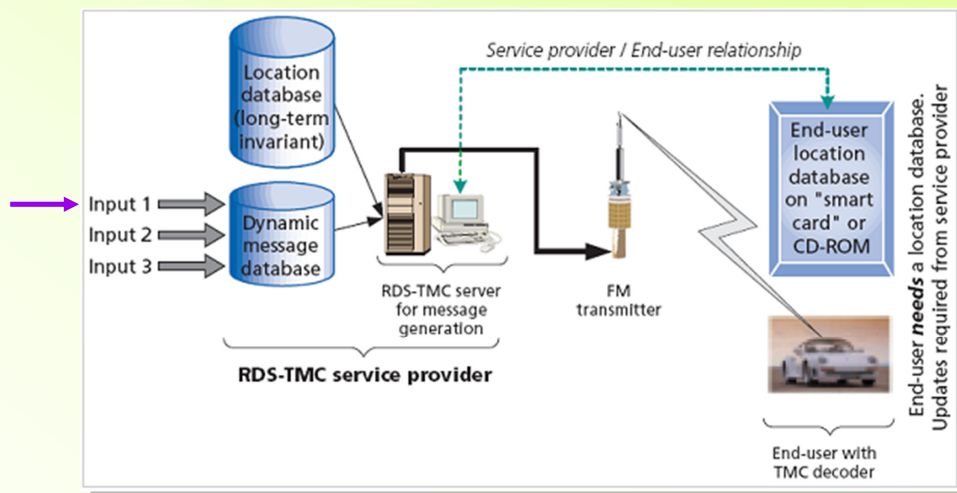 Service provider / End-user relationship
Location
database
(long-term
invariant)
Input 1
Input 2
Input 3
Dynamic
message
database
RDS-TMC server
for message
generation
RDS-TMC service provider
FM
transmitter
End-user
location
database
on "smart
card" or
CD-ROM
End-user needs a location database.
Updates required from service provider
End-user with
TMC decoder